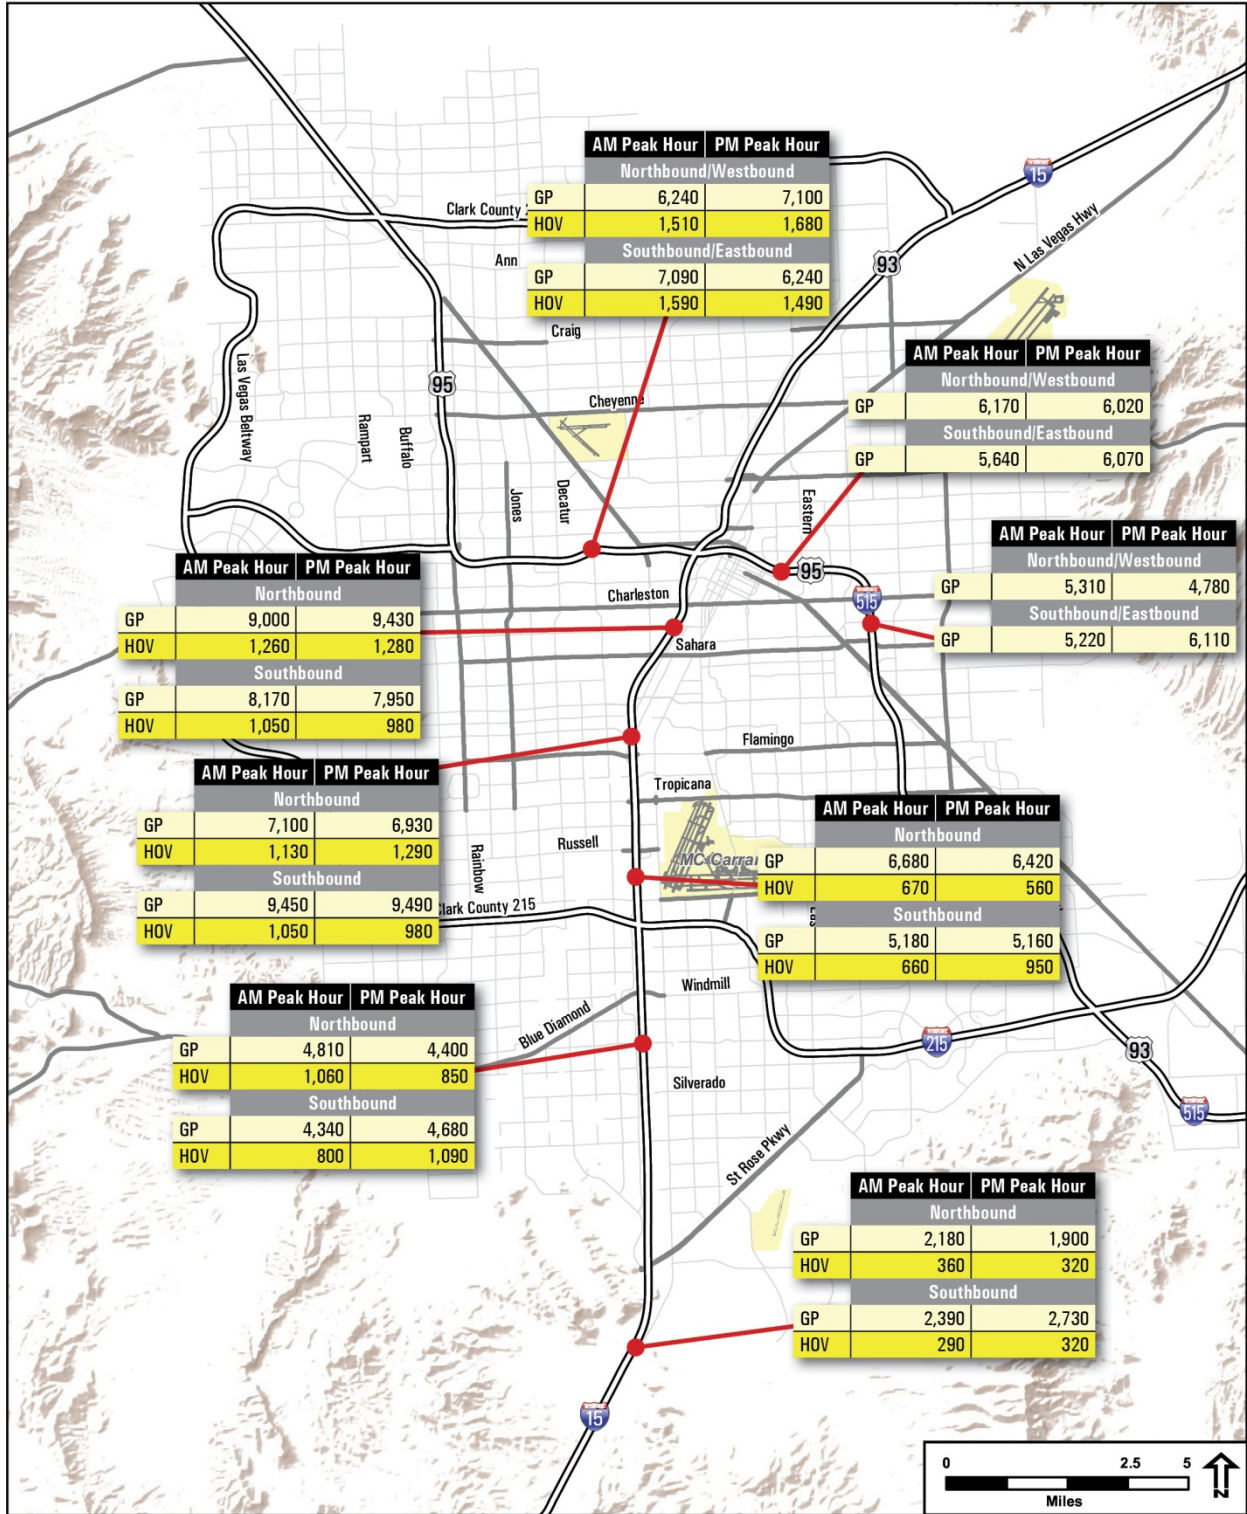 AM Peak Hour PM Peak Hour
Northbound/Westbound
GP 6,240 7,100
HOV 1,510 1,680
Southbound/Eastbound
GP 7,090 6,240
HOV 1,590 1,490
15
Clark County
N Las Vegas Hwy
Ann
93
Craig
AM Peak Hour PM Peak Hour
Northbound/Westbound
GP 6,170 6,020
Southbound/Eastbound
GP 5,640 6,070
Las Vegas Beltway
95
Cheyenne
Rampart
Buffalo
Jones
Decatur
Eastern
AM Peak Hour PM Peak Hour
Northbound/Westbound
GP 5,310 4,780
Southbound/Eastbound
GP 5,220 6,110
95
515
Charleston
Sahara
AM Peak Hour PM Peak Hour
Northbound
GP 9,000 9,430
HOV 1,260 1,280
Southbound
GP 8,170 7,950
HOV 1,050 980
Flamingo
Tropicana
AM Peak Hour PM Peak Hour
Northbound
GP 7,100 6,930
HOV 1,130 1,290
Southbound
GP 9,450 9,490
HOV 1,050 980
Rainbow
Russell
MC Carra
Clark County 215
AM Peak Hour PM Peak Hour
Northbound
GP 6,680 6,420
HOV 670 560
Southbound
GP 5,180 5,160
HOV 660 950
Windmill
Blue Diamond
AM Peak Hour PM Peak Hour
Northbound
GP 4,810 4,400
HOV 1,060 850
Southbound
GP 4,340 4,680
HOV 800 1,090
215
93
515
Silverado
St Rose Pkwy
AM Peak Hour PM Peak Hour
Northbound
GP 2,180 1,900
HOV 360 320
Southbound
GP 2,390 2,730
HOV 290 320
15
0 2.5 5
Miles
N